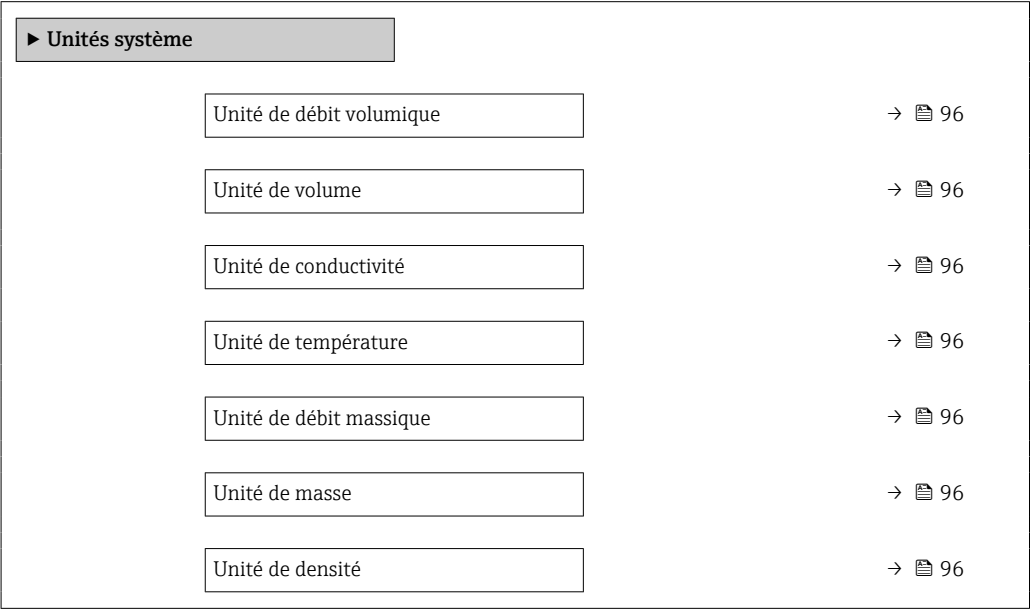 ► Unités système
Unité de débit volumique → 96
Unité de volume → 96
Unité de conductivité → 96
Unité de température → 96
Unité de débit massique → 96
Unité de masse → 96
Unité de densité → 96